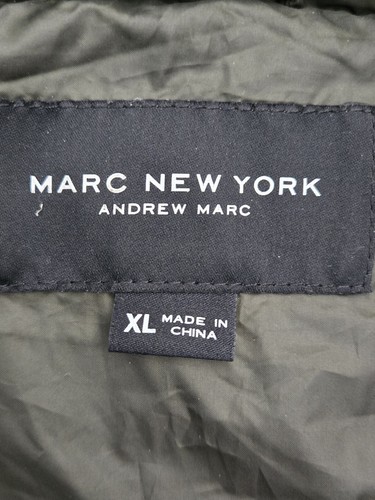 MARC NEW YORK
ANDREW MARC
XL MADE IN
CHINA